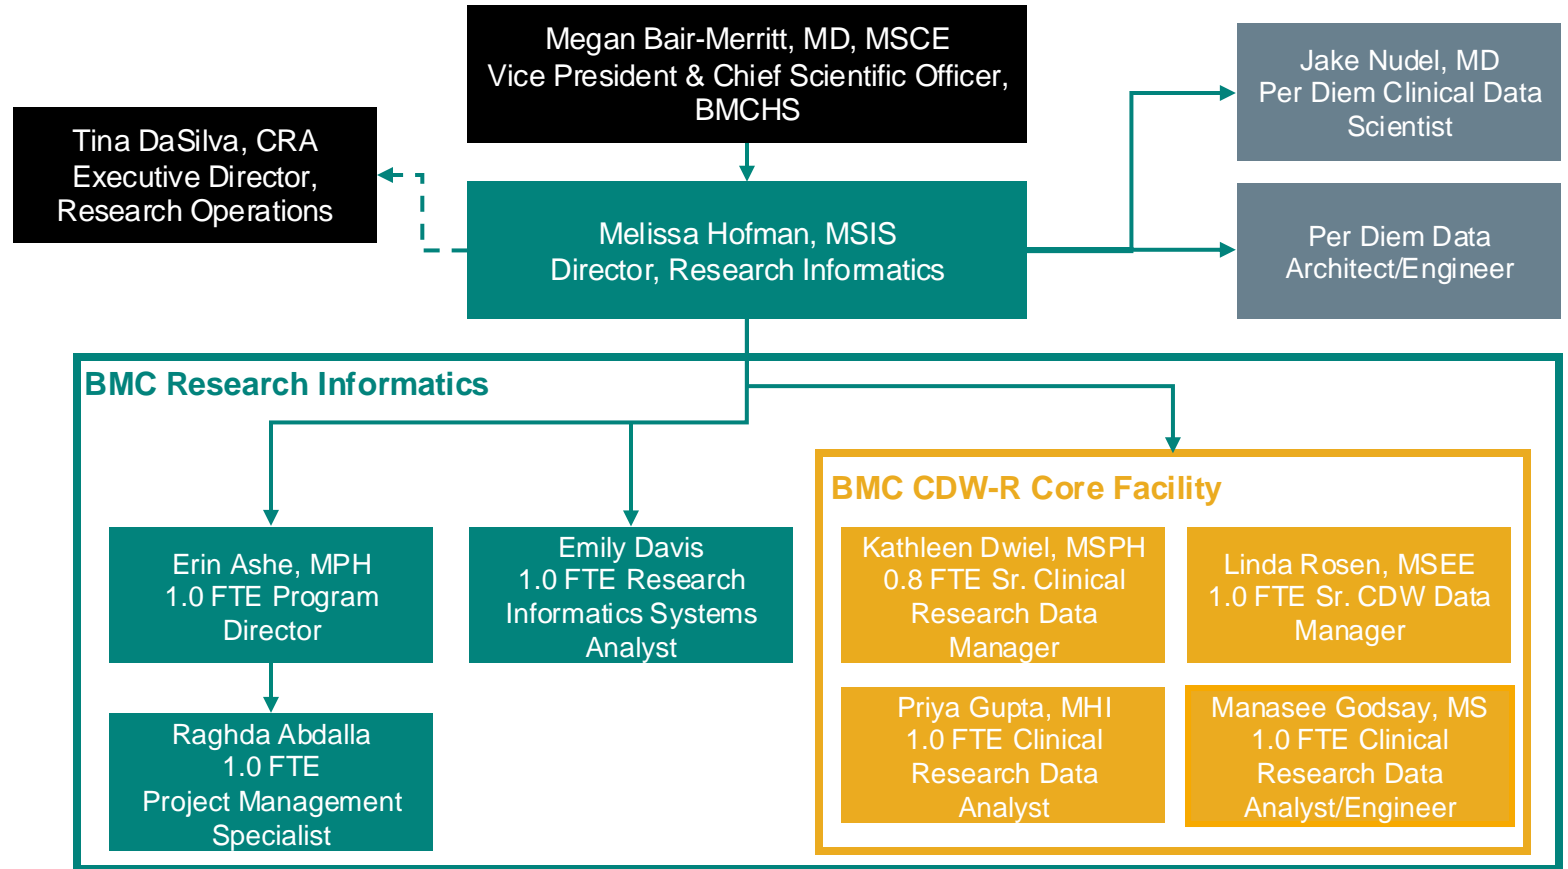 Megan Bair-Merritt, MD, MSCE
Vice President & Chief Scientific Officer,
BMCHS
Jake Nudel, MD
Per Diem Clinical Data
Scientist
Tina DaSilva, CRA
Executive Director,
Research Operations
Melissa Hofman, MSIS
Director, Research Informatics
Per Diem Data
Architect/Engineer
BMC Research Informatics
Erin Ashe, MPH
1.0 FTE Program
Director
Emily Davis
1.0 FTE Research
Informatics Systems
Analyst
Raghda Abdalla
1.0 FTE
Project Management
Specialist
BMC CDW-R Core Facility
Kathleen Dwiel, MSPH
0.8 FTE Sr. Clinical
Research Data
Manager
Linda Rosen, MSEE
1.0 FTE Sr. CDW Data
Manager
Priya Gupta, MHI
1.0 FTE Clinical
Research Data
Analyst
Manasee Godsay, MS
1.0 FTE Clinical
Research Data
Analyst/Engineer